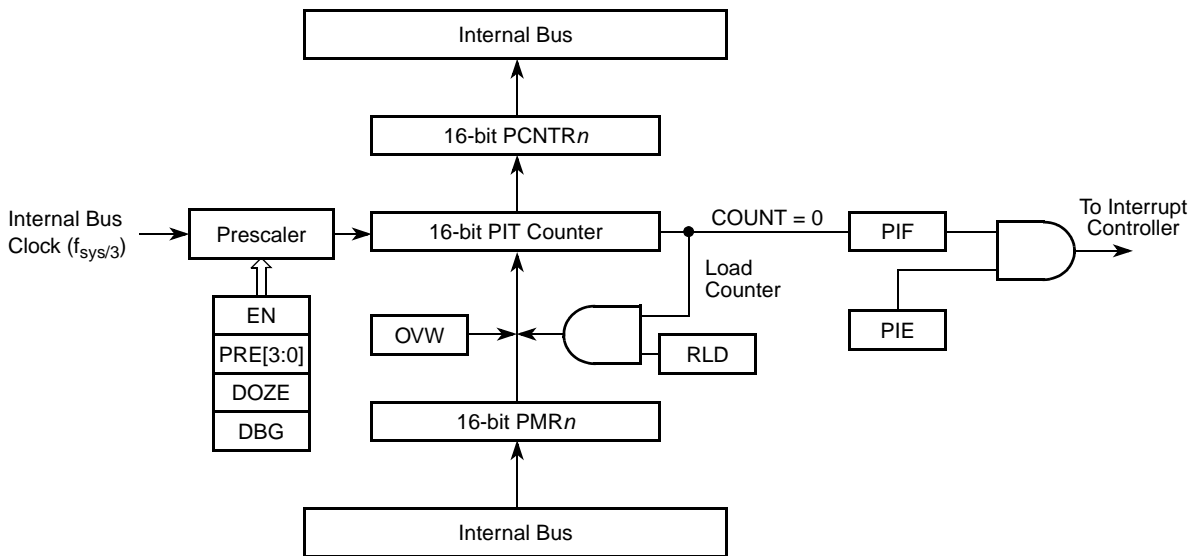 Internal Bus
16-bit PCNTRn
Internal Bus
Clock (fsys/3)
Prescaler
16-bit PIT Counter
COUNT = 0
PIF
To Interrupt
Controller
Load
Counter
EN
PRE[3:0]
DOZE
DBG
OVW
RLD
PIE
16-bit PMRn
Internal Bus